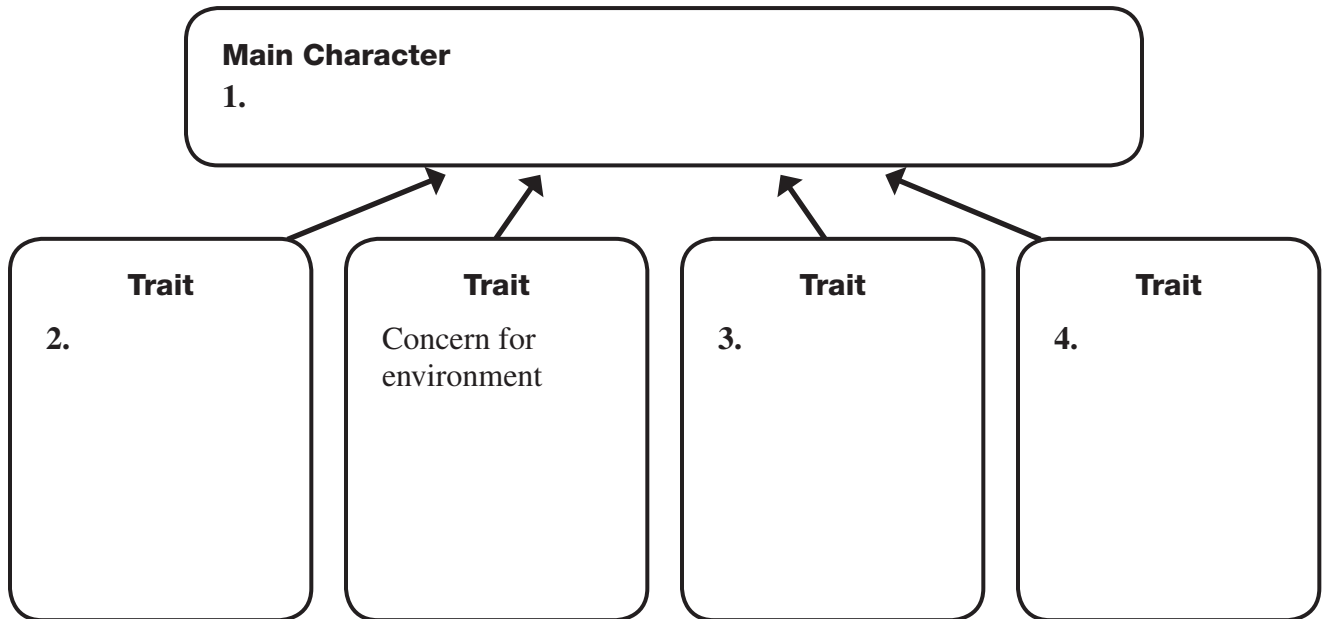 Main Character
1.
Trait
2.
Trait
Concern for
environment
Trait
3.
Trait
4.